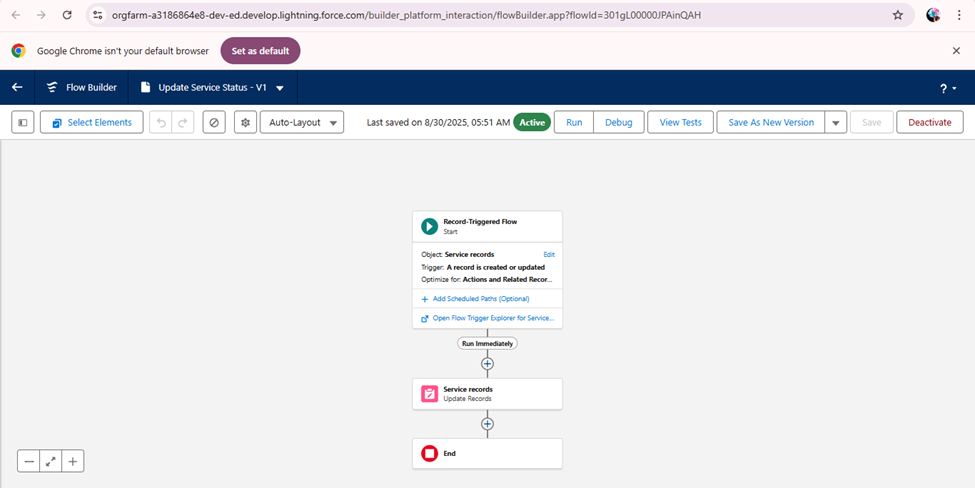 orgfarm-a3186864e8-dev-ed.develop.lightning.force.com/builder_platform_interaction/flowBuilder.app?flowId=301gL00000JPAinQAH
Google Chrome isn't your default browser Set as default
Flow Builder Update Service Status - V1 ?
Select Elements Auto-Layout Last saved on 8/30/2025, 05:51 AM Active Run Debug View Tests Save As New Version Save Deactivate
Record-Triggered Flow
Start
Object: Service records Edit
Trigger: A record is created or updated
Optimize for: Actions and Related Recor...
Add Scheduled Paths (Optional)
Open Flow Trigger Explorer for Service...
Run Immediately
Service records
Update Records
End